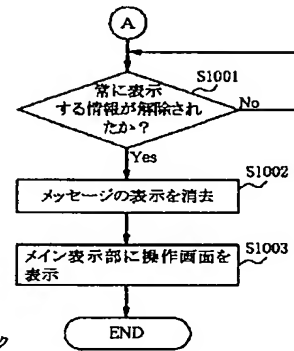 A
常に表示
する情報が解除され
たか？
S1001
No
Yes
メッセージの表示を消去
S1002
メイン表示部に操作画面を
表示
S1003
END
ク